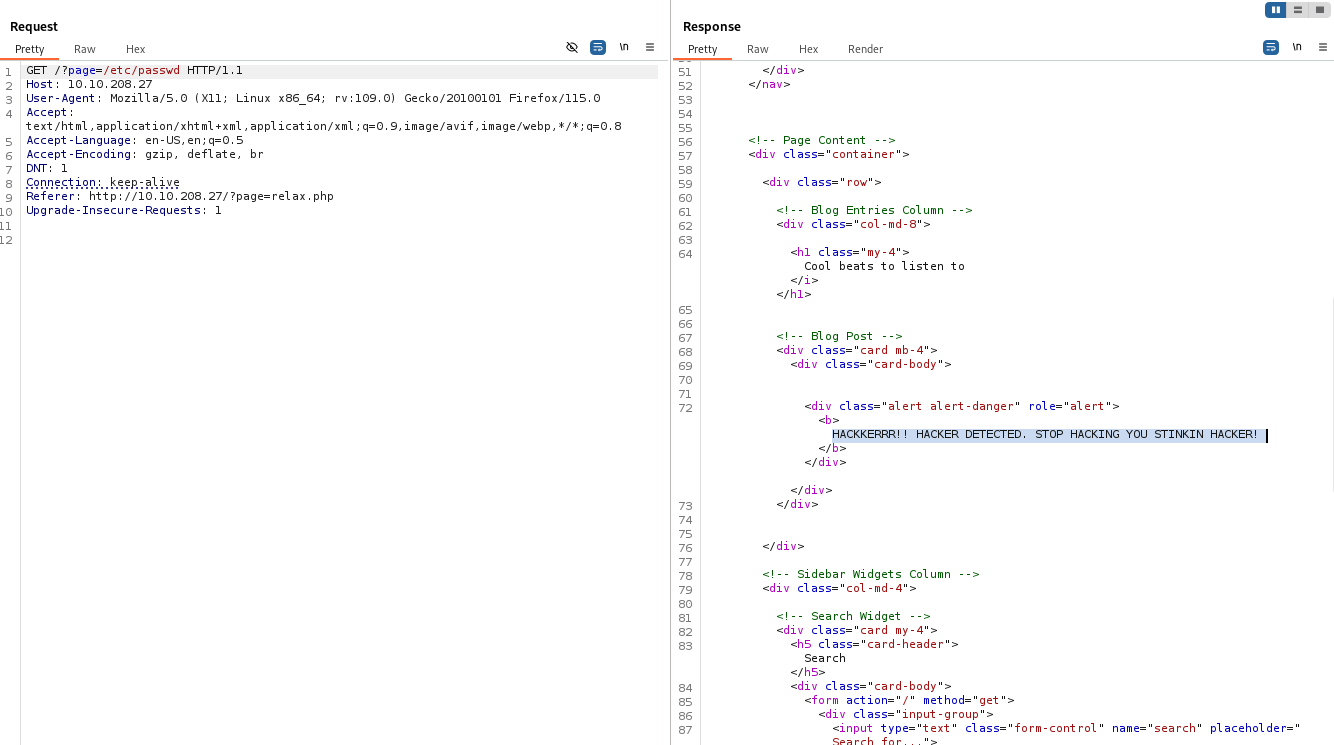 Request
Pretty Raw Hex \n
1 GET /?page=/etc/passwd HTTP/1.1
2 Host: 10.10.208.27
3 User-Agent: Mozilla/5.0 (X11; Linux x86_64; rv:109.0) Gecko/20100101 Firefox/115.0
4 Accept:
text/html,application/xhtml+xml,application/xml;q=0.9,image/avif,image/webp,*/*;q=0.8
5 Accept-Language: en-US,en;q=0.5
6 Accept-Encoding: gzip, deflate, br
7 DNT: 1
8 Connection: keep-alive
9 Referer: http://10.10.208.27/?page=relax.php
10 Upgrade-Insecure-Requests: 1
11
12
Response
Pretty Raw Hex Render \n
51 </div>
52 </nav>
53
54
55
56 <!-- Page Content -->
57 <div class="container">
58
59 <div class="row">
60
61 <!-- Blog Entries Column -->
62 <div class="col-md-8">
63
64 <h1 class="my-4">
Cool beats to listen to
</i>
</h1>
65
66
67 <!-- Blog Post -->
68 <div class="card mb-4">
69 <div class="card-body">
70
71
72 <div class="alert alert-danger" role="alert">
<b>
HACKKERRR!! HACKER DETECTED. STOP HACKING YOU STINKIN HACKER!
</b>
</div>
</div>
73 </div>
74
75
76 </div>
77
78 <!-- Sidebar Widgets Column -->
79 <div class="col-md-4">
80
81 <!-- Search Widget -->
82 <div class="card my-4">
83 <h5 class="card-header">
Search
</h5>
84 <div class="card-body">
85 <form action="/" method="get">
86 <div class="input-group">
87 <input type="text" class="form-control" name="search" placeholder="
Search for...">